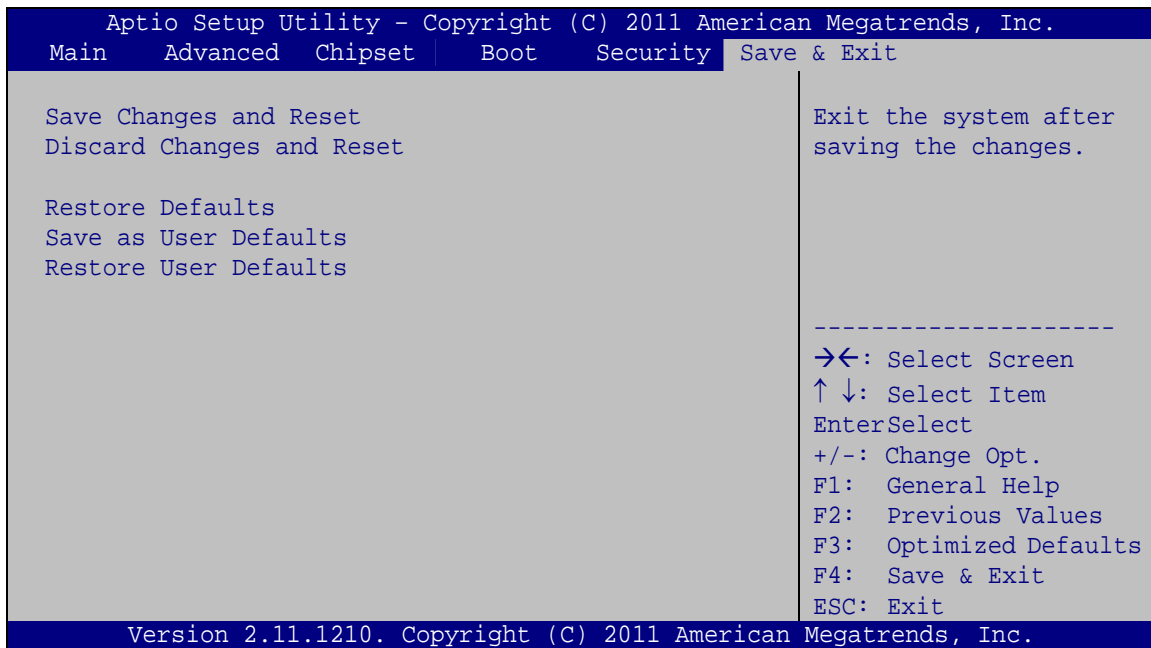 Aptio Setup Utility – Copyright (C) 2011 American Megatrends, Inc.
Main Advanced Chipset Boot Security Save & Exit
Save Changes and Reset
Discard Changes and Reset
Restore Defaults
Save as User Defaults
Restore User Defaults
Exit the system after
saving the changes.
---------------------
→←: Select Screen
↑ ↓: Select Item
EnterSelect
+/-: Change Opt.
F1: General Help
F2: Previous Values
F3: Optimized Defaults
F4: Save & Exit
ESC: Exit
Version 2.11.1210. Copyright (C) 2011 American Megatrends, Inc.